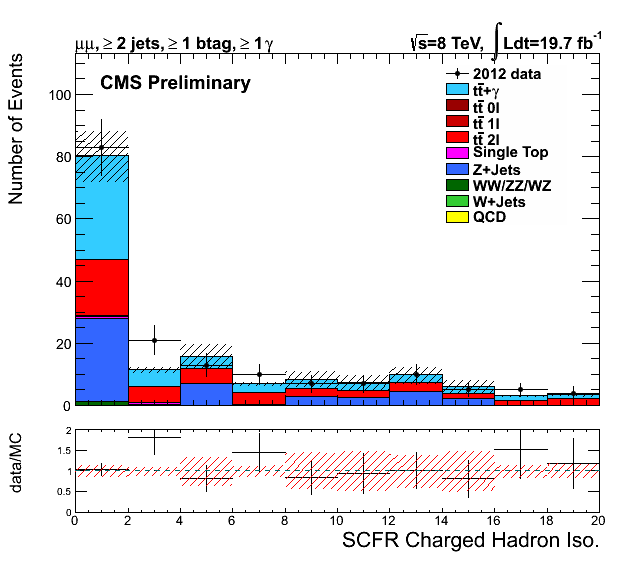 μμ, ≥ 2 jets, ≥ 1 btag, ≥ 1 γ
√s=8 TeV, ∫ Ldt=19.7 fb⁻¹
CMS Preliminary
2012 data
tt̄+γ
tt̄ 0l
tt̄ 1l
tt̄ 2l
Single Top
Z+Jets
WW/ZZ/WZ
W+Jets
QCD
Number of Events
100
80
60
40
20
0
data/MC
2
1.5
1
0.5
0
0 2 4 6 8 10 12 14 16 18 20
SCFR Charged Hadron Iso.